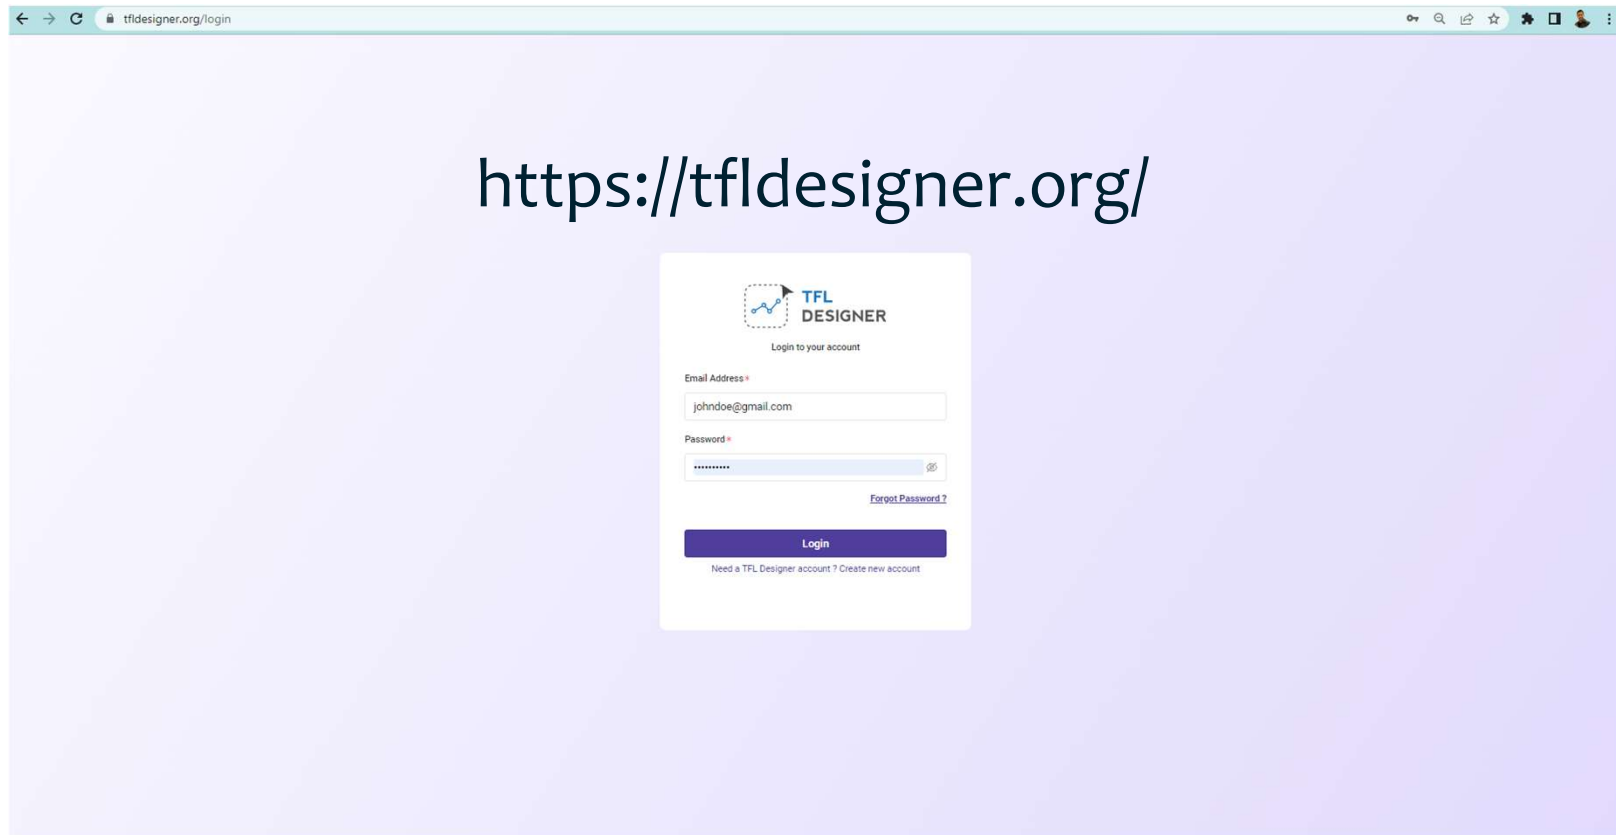 tfldesigner.org/login
https://tfldesigner.org/
TFL
DESIGNER
Login to your account
Email Address*
johndoe@gmail.com
Password*
••••••••••
Forgot Password ?
Login
Need a TFL Designer account ? Create new account